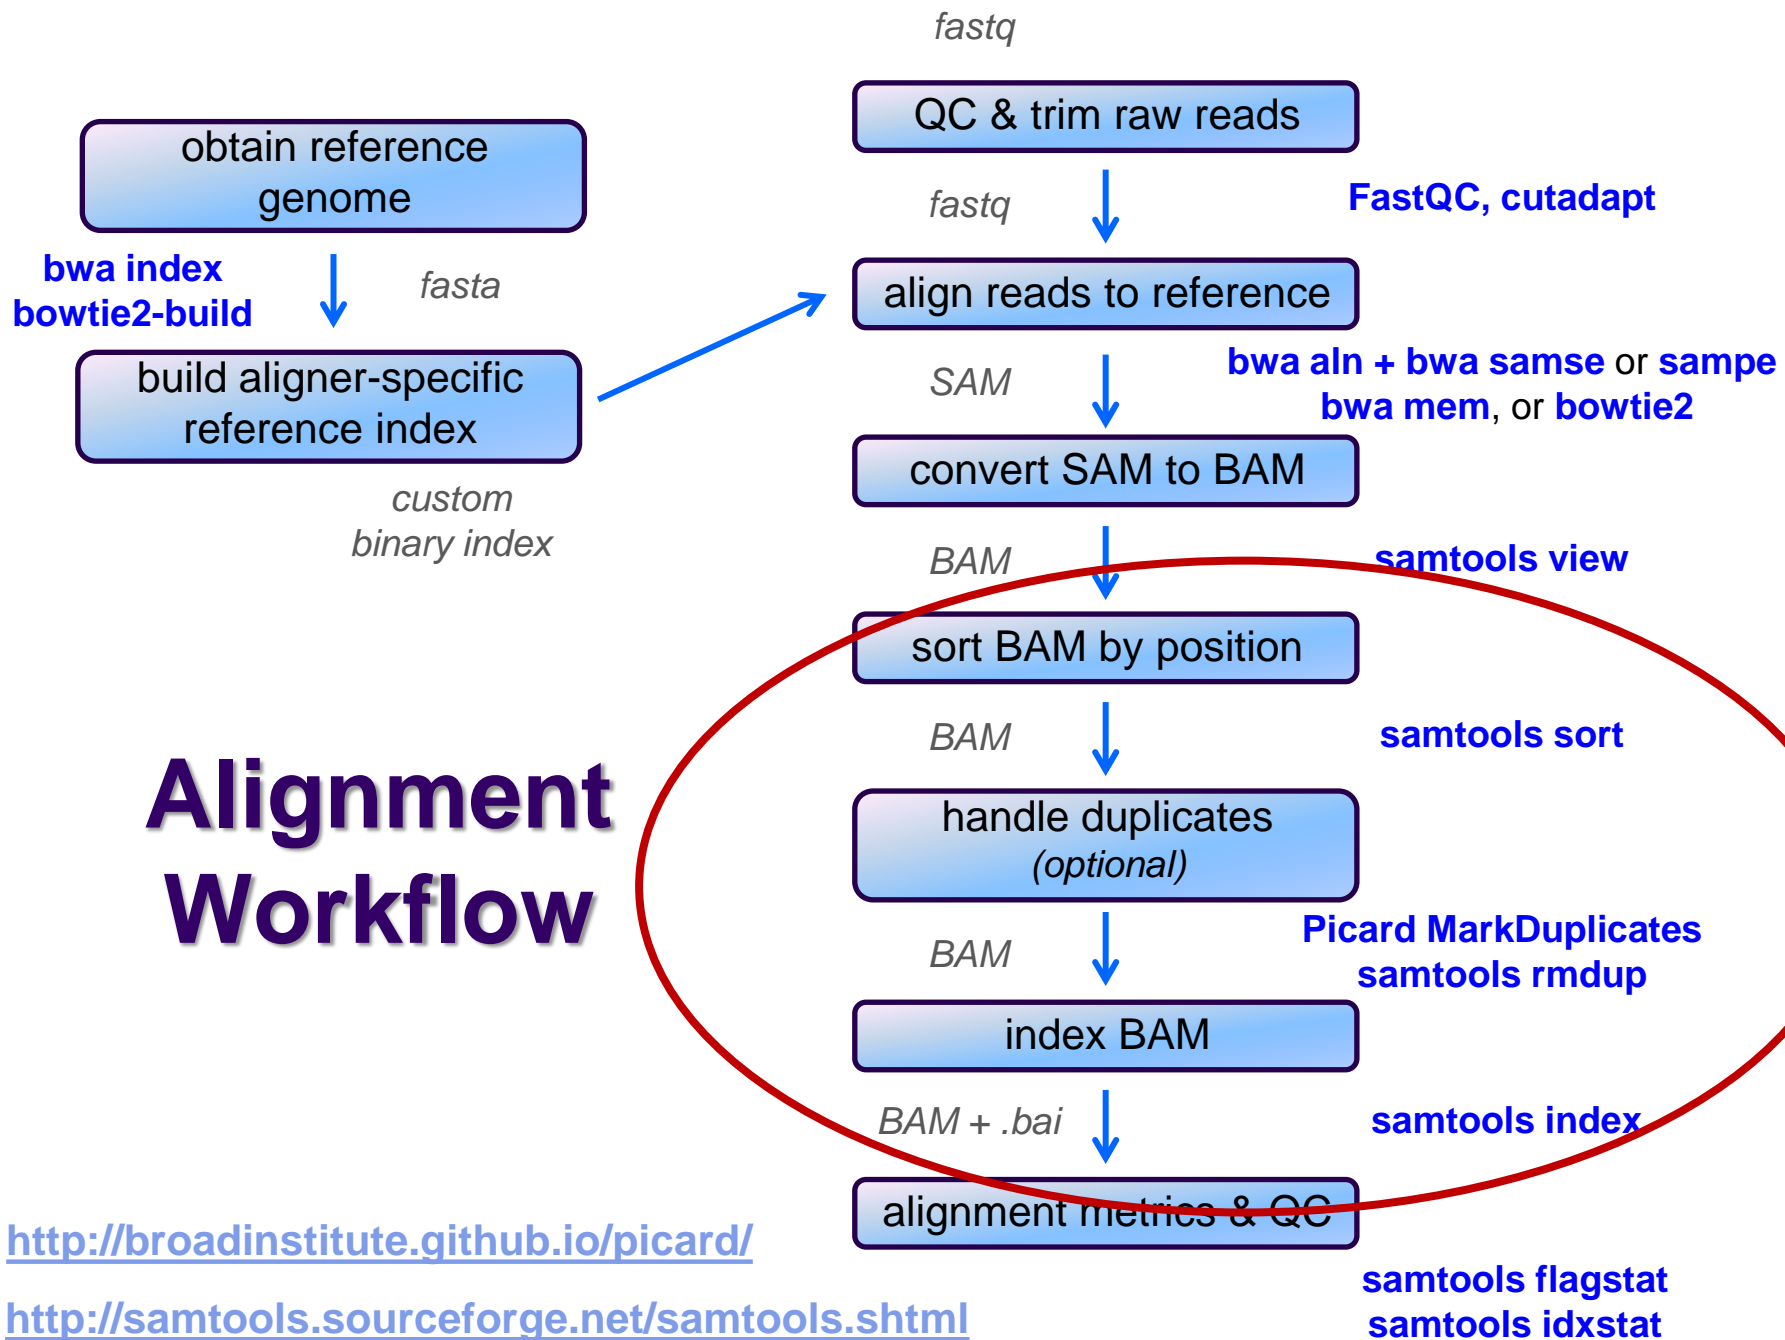 fastq
QC & trim raw reads
obtain reference
genome
fastq
FastQC, cutadapt
bwa index
bowtie2-build
fasta
align reads to reference
build aligner-specific
reference index
SAM
bwa aln + bwa samse or sampe
bwa mem, or bowtie2
convert SAM to BAM
custom
binary index
BAM
samtools view
sort BAM by position
BAM
samtools sort
Alignment
Workflow
handle duplicates
(optional)
BAM
Picard MarkDuplicates
samtools rmdup
index BAM
BAM + .bai
samtools index
alignment metrics & QC
http://broadinstitute.github.io/picard/
http://samtools.sourceforge.net/samtools.shtml
samtools flagstat
samtools idxstat